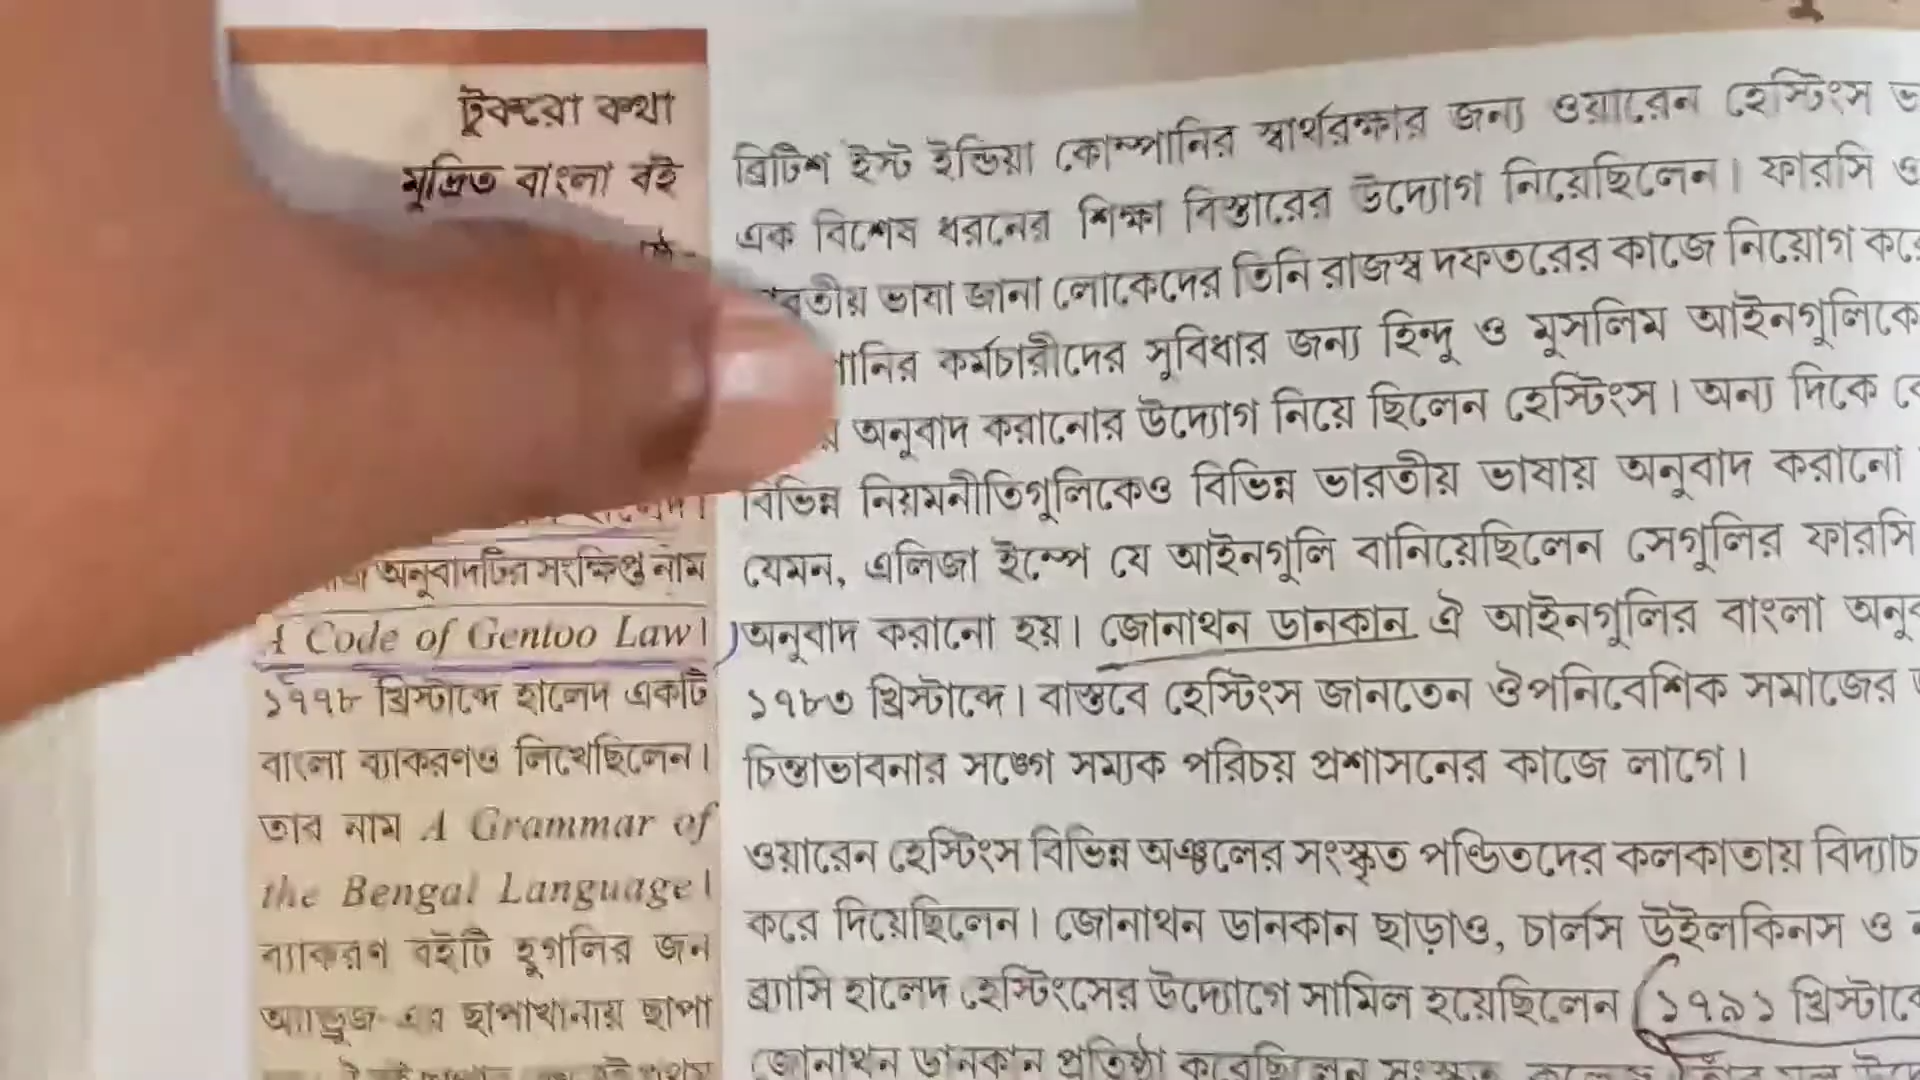 টুকরো কথা
মুদ্রিত বাংলা বই
অনুবাদটির সংক্ষিপ্ত নাম
A Code of Gentoo Law।
১৭৭৮ খ্রিস্টাব্দে হালেদ একটি
বাংলা ব্যাকরণও লিখেছিলেন।
তার নাম A Grammar of
the Bengal Language।
ব্যাকরণ বইটি হুগলির জন
অ্যান্ড্রুজ-এর ছাপাখানায় ছাপা
ব্রিটিশ ইস্ট ইন্ডিয়া কোম্পানির স্বার্থরক্ষার জন্য ওয়ারেন হেস্টিংস
এক বিশেষ ধরনের শিক্ষা বিস্তারের উদ্যোগ নিয়েছিলেন। ফারসি ও
ভাষা জানা লোকেদের তিনি রাজস্ব দফতরের কাজে নিয়োগ
কর্মচারীদের সুবিধার জন্য হিন্দু ও মুসলিম আইনগুলিকে
অনুবাদ করানোর উদ্যোগ নিয়ে ছিলেন হেস্টিংস। অন্য দিকে
বিভিন্ন নিয়মনীতিগুলিকেও বিভিন্ন ভারতীয় ভাষায় অনুবাদ করানো
যেমন, এলিজা ইম্পে যে আইনগুলি বানিয়েছিলেন সেগুলির ফারসি
অনুবাদ করানো হয়। জোনাথন ডানকান ঐ আইনগুলির বাংলা
১৭৮৩ খ্রিস্টাব্দে। বাস্তবে হেস্টিংস জানতেন ঔপনিবেশিক সমাজের
চিন্তাভাবনার সঙ্গে সম্যক পরিচয় প্রশাসনের কাজে লাগে।
ওয়ারেন হেস্টিংস বিভিন্ন অঞ্চলের সংস্কৃত পণ্ডিতদের কলকাতায়
করে দিয়েছিলেন। জোনাথন ডানকান ছাড়াও, চার্লস উইলকিনস ও
ব্র্যাসি হালেদ হেস্টিংসের উদ্যোগে সামিল হয়েছিলেন। ১৭৯১
জোনাথন ডানকান প্রতিষ্ঠা করেছিলেন সংস্কৃত